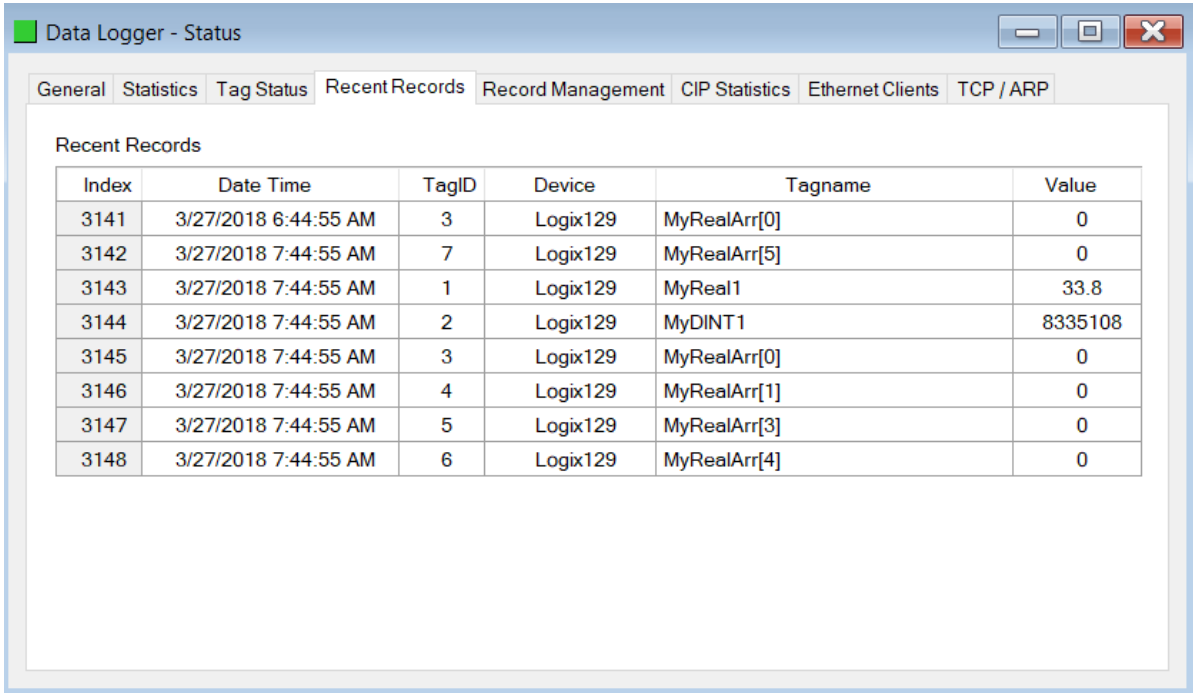 Data Logger - Status
General Statistics Tag Status Recent Records Record Management CIP Statistics Ethernet Clients TCP / ARP
Recent Records
Index Date Time TagID Device Tagname Value
3141 3/27/2018 6:44:55 AM 3 Logix129 MyRealArr[0] 0
3142 3/27/2018 7:44:55 AM 7 Logix129 MyRealArr[5] 0
3143 3/27/2018 7:44:55 AM 1 Logix129 MyReal1 33.8
3144 3/27/2018 7:44:55 AM 2 Logix129 MyDINT1 8335108
3145 3/27/2018 7:44:55 AM 3 Logix129 MyRealArr[0] 0
3146 3/27/2018 7:44:55 AM 4 Logix129 MyRealArr[1] 0
3147 3/27/2018 7:44:55 AM 5 Logix129 MyRealArr[3] 0
3148 3/27/2018 7:44:55 AM 6 Logix129 MyRealArr[4] 0